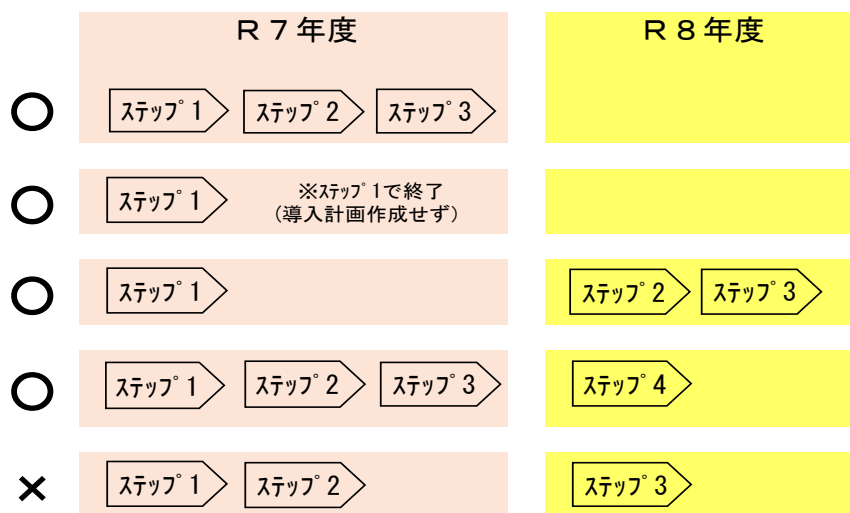 R7年度 R8年度
○ ｽﾃｯﾌﾟ1 ｽﾃｯﾌﾟ2 ｽﾃｯﾌﾟ3
○ ｽﾃｯﾌﾟ1 ※ｽﾃｯﾌﾟ1で終了
(導入計画作成せず)
○ ｽﾃｯﾌﾟ1 ｽﾃｯﾌﾟ2 ｽﾃｯﾌﾟ3
○ ｽﾃｯﾌﾟ1 ｽﾃｯﾌﾟ2 ｽﾃｯﾌﾟ3 ｽﾃｯﾌﾟ4
× ｽﾃｯﾌﾟ1 ｽﾃｯﾌﾟ2 ｽﾃｯﾌﾟ3